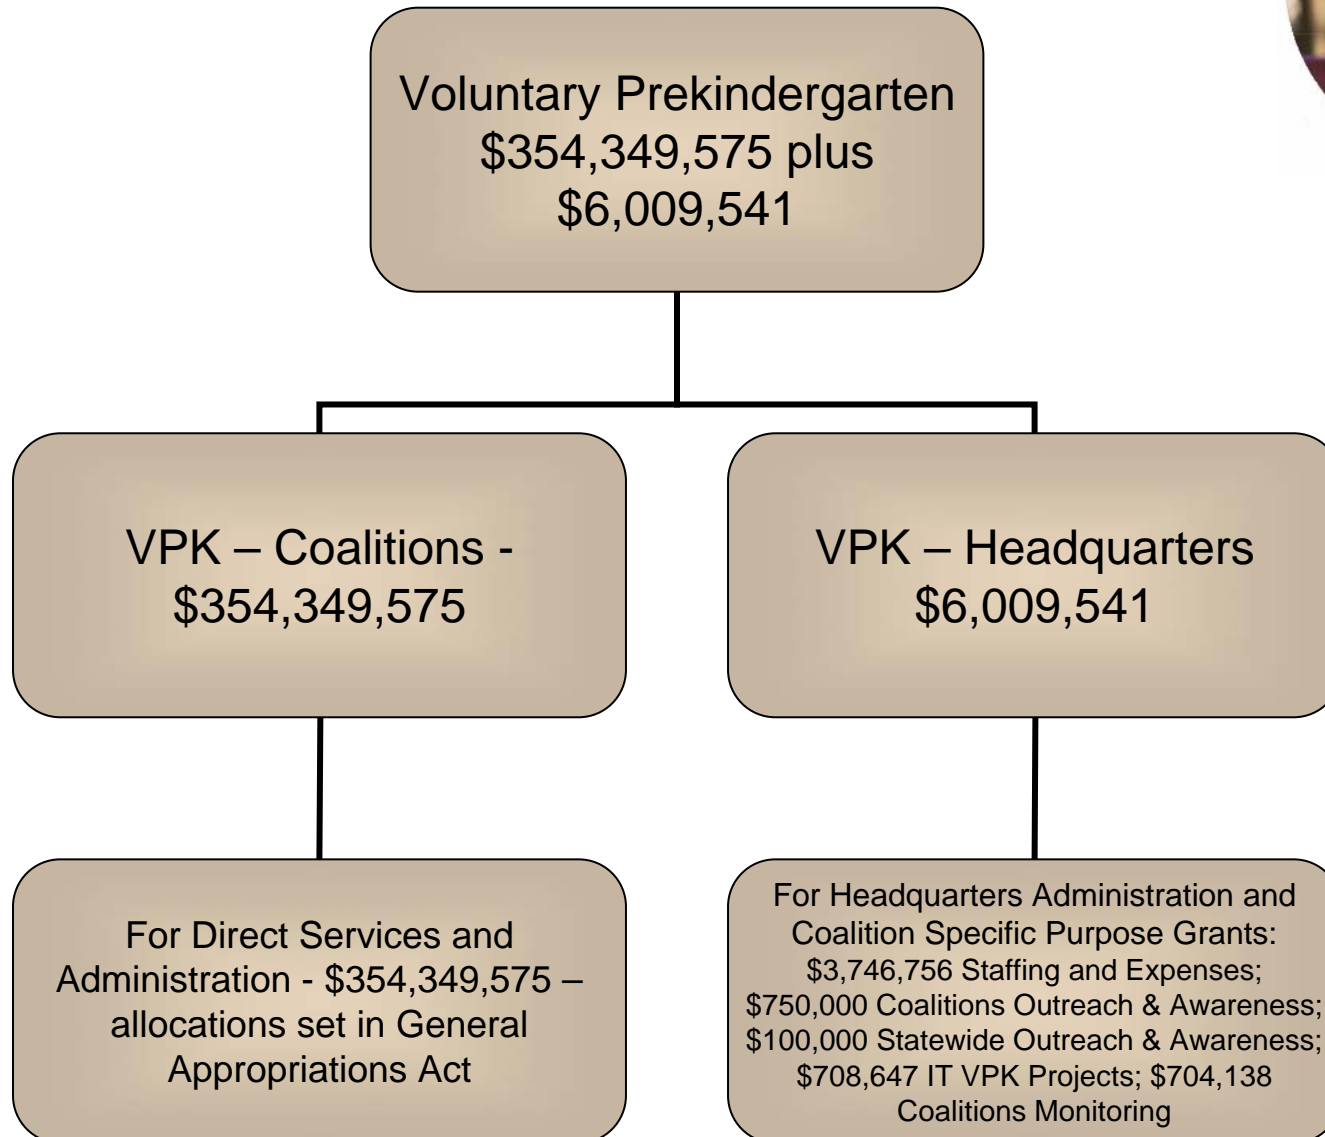 Voluntary Prekindergarten
$354,349,575 plus
$6,009,541
VPK – Coalitions -
$354,349,575
VPK – Headquarters
$6,009,541
For Direct Services and
Administration - $354,349,575 –
allocations set in General
Appropriations Act
For Headquarters Administration and
Coalition Specific Purpose Grants:
$3,746,756 Staffing and Expenses;
$750,000 Coalitions Outreach & Awareness;
$100,000 Statewide Outreach & Awareness;
$708,647 IT VPK Projects; $704,138
Coalitions Monitoring